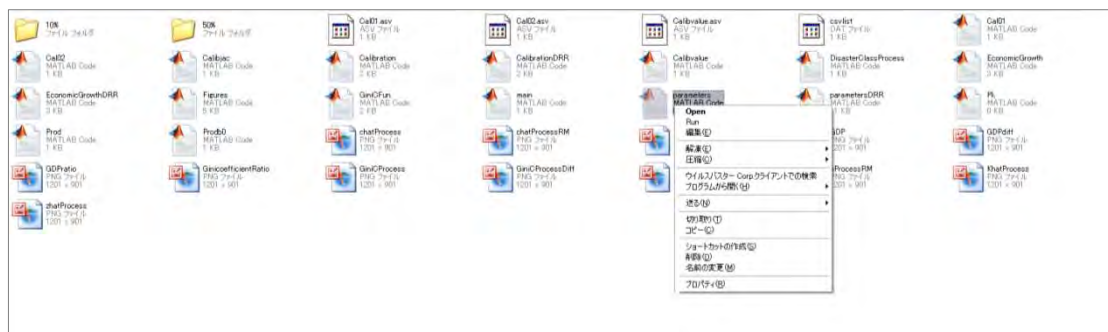 10%
ファイル フォルダ
50%
ファイル フォルダ
Cal01.asv
ASV ファイル
1 KB
Cal02.asv
ASV ファイル
1 KB
Calibvalue.asv
ASV ファイル
1 KB
csvlist
DAT ファイル
1 KB
Cal01
MATLAB Code
1 KB
Cal02
MATLAB Code
1 KB
Calibjac
MATLAB Code
1 KB
Calibration
MATLAB Code
2 KB
CalibrationDRR
MATLAB Code
2 KB
Calibvalue
MATLAB Code
1 KB
DisasterClassProcess
MATLAB Code
1 KB
EconomicGrowth
MATLAB Code
3 KB
EconomicGrowthDRR
MATLAB Code
3 KB
Figures
MATLAB Code
5 KB
GiniCFun
MATLAB Code
2 KB
main
MATLAB Code
1 KB
parameters
MATLAB Code
parametersDRR
MATLAB Code
1 KB
MATLAB Code
1 KB
Prod
MATLAB Code
1 KB
Prodb0
MATLAB Code
1 KB
chatProcess
PNG ファイル
1201 x 901
chatProcessRM
PNG ファイル
1201 x 901
GDP
ファイル
201 x 901
GDPdiff
PNG ファイル
1201 x 901
GDPratio
PNG ファイル
1201 x 901
GinicoefficientRatio
PNG ファイル
1201 x 901
GiniCProcess
PNG ファイル
1201 x 901
GiniCProcessDiff
PNG ファイル
1201 x 901
ProcessRM
ファイル
201 x 901
KhatProcess
PNG ファイル
1201 x 901
zhatProcess
PNG ファイル
1201 x 901
Open
Run
編集(E)
解凍(E)
圧縮(C)
ウイルスバスター Corp.クライアントでの検索
プログラムから開く(H)
送る(N)
切り取り(T)
コピー(C)
ショートカットの作成(S)
削除(D)
名前の変更(M)
プロパティ(R)